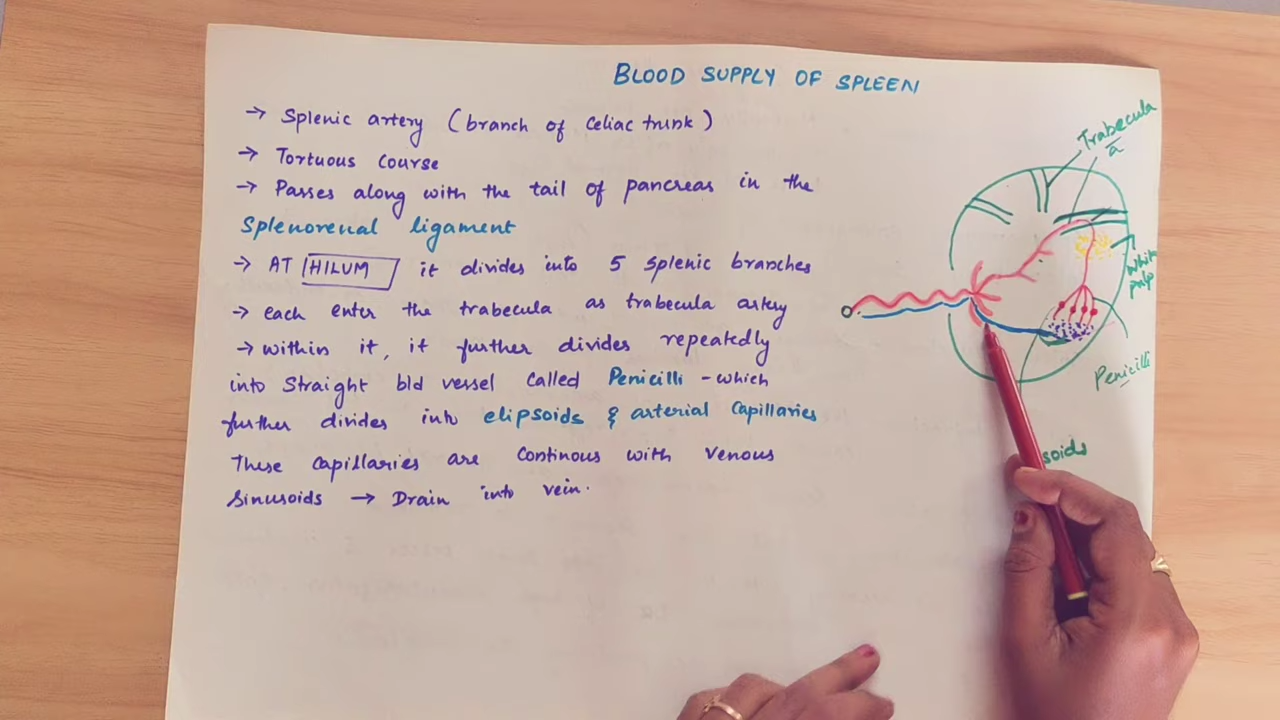 BLOOD SUPPLY OF SPLEEN
→ Splenic artery (branch of Celiac trunk)
→ Tortuous Course
→ Passes along with the tail of pancreas in the
Splenorenal ligament
→ AT HILUM it divides into 5 Splenic branches
→ each enter the trabecula as trabecula artery
→ within it, it further divides repeatedly
into Straight bld vessel called Penicilli - which
further divides into elipsoids & arterial Capillaries
These Capillaries are Continous with venous
Sinusoids → Drain into vein.
Trabecula
a
White
pulp
Penicilli
soids